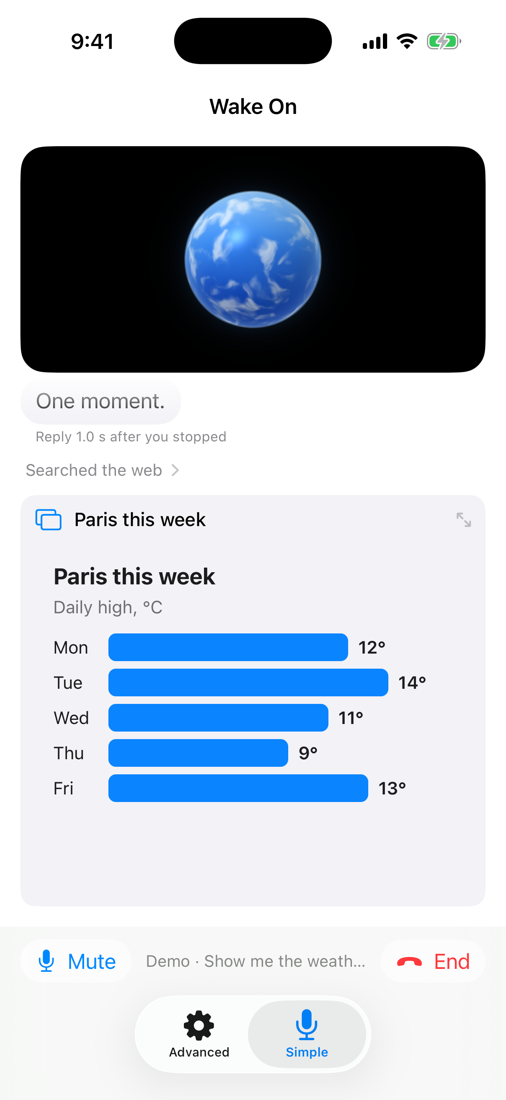 9:41
Wake On
One moment.
Reply 1.0 s after you stopped
Searched the web
Paris this week
Paris this week
Daily high, °C
Mon 12°
Tue 14°
Wed 11°
Thu 9°
Fri 13°
Mute
Demo · Show me the weath...
End
Advanced
Simple